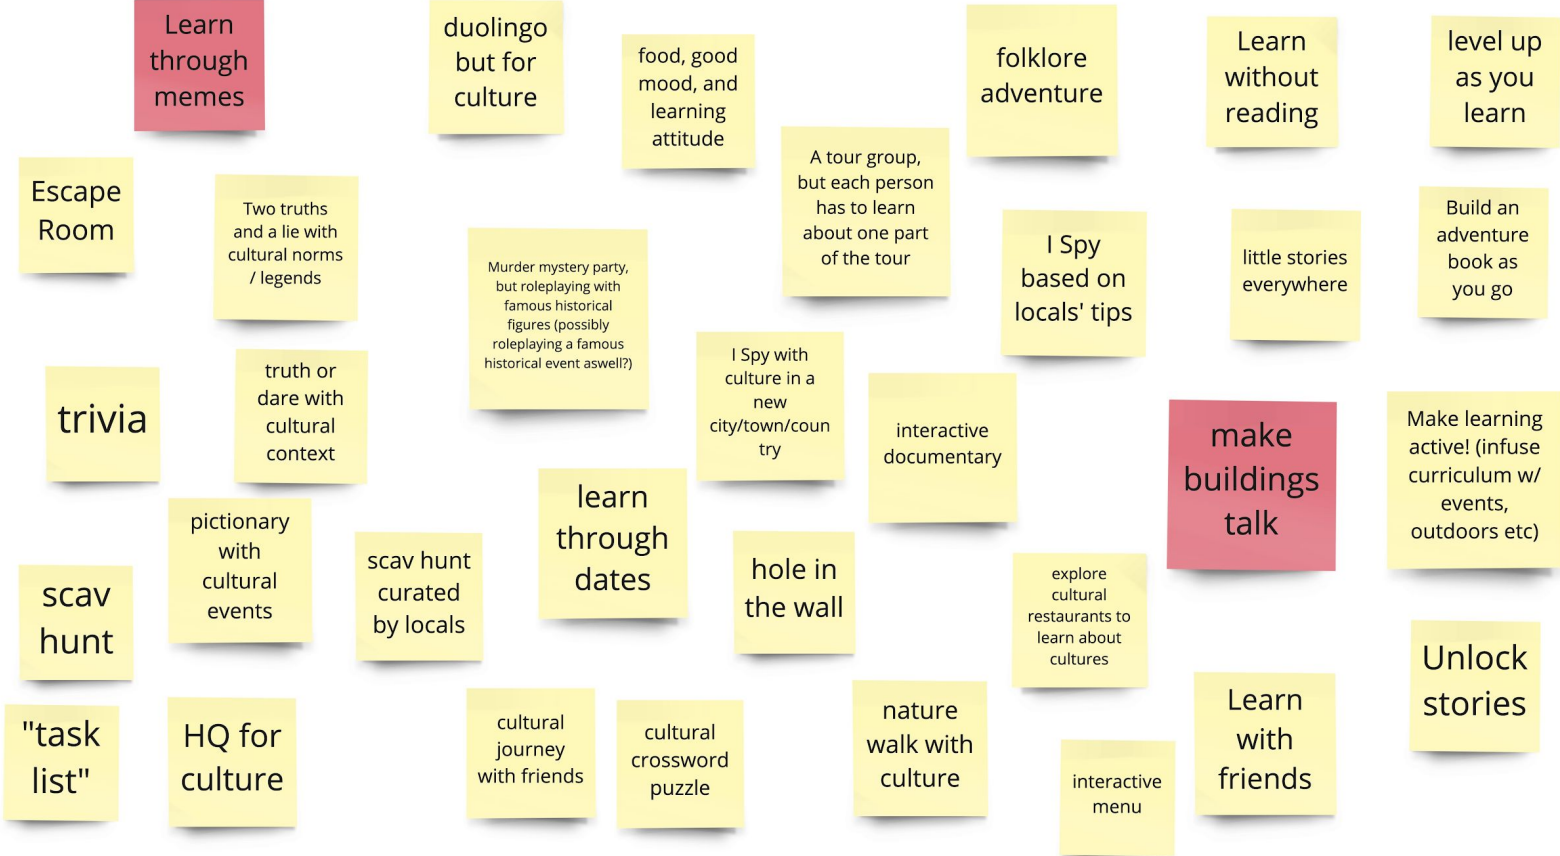 Learn
through
memes
duolingo
but for
culture
food, good
mood, and
learning
attitude
folklore
adventure
Learn
without
reading
level up
as you
learn
Escape
Room
Two truths
and a lie with
cultural norms
/ legends
Murder mystery party,
but roleplaying with
famous historical
figures (possibly
roleplaying a famous
historical event aswell?)
A tour group,
but each person
has to learn
about one part
of the tour
I Spy
based on
locals' tips
little stories
everywhere
Build an
adventure
book as
you go
trivia
truth or
dare with
cultural
context
I Spy with
culture in a
new
city/town/coun
try
interactive
documentary
make
buildings
talk
Make learning
active! (infuse
curriculum w/
events,
outdoors etc)
scav
hunt
pictionary
with
cultural
events
scav hunt
curated
by locals
learn
through
dates
hole in
the wall
explore
cultural
restaurants to
learn about
cultures
Unlock
stories
"task
list"
HQ for
culture
cultural
journey
with friends
cultural
crossword
puzzle
nature
walk with
culture
interactive
menu
Learn
with
friends